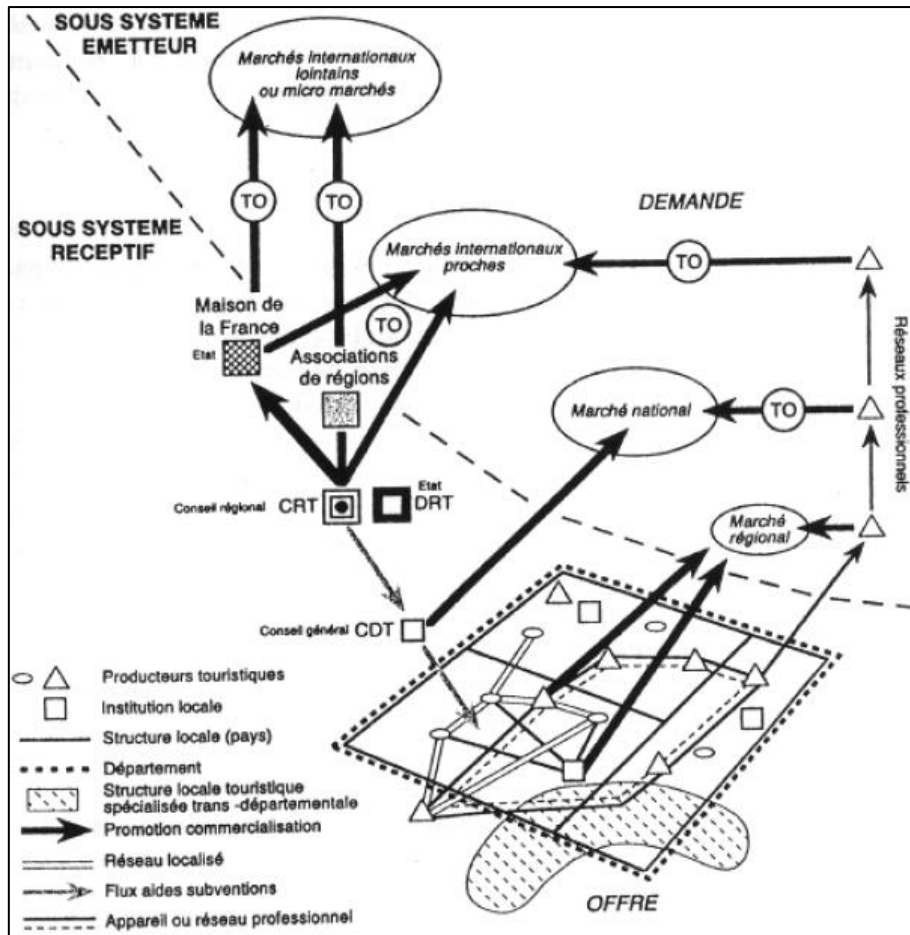 SOUS SYSTEME
EMETTEUR
Marchés internationaux
lointains
ou micro marchés
TO
TO
DEMANDE
SOUS SYSTEME
RECEPTIF
Marchés internationaux
proches
TO
Maison de
la France
Etat
TO
Associations
de régions
Réseaux professionnels
Marché national
TO
Etat
Conseil régional CRT
DRT
Marché
régional
Conseil général CDT
Producteurs touristiques
Institution locale
Structure locale (pays)
Département
Structure locale touristique
spécialisée trans -départementale
Promotion commercialisation
Réseau localisé
Flux aides subventions
Appareil ou réseau professionnel
OFFRE